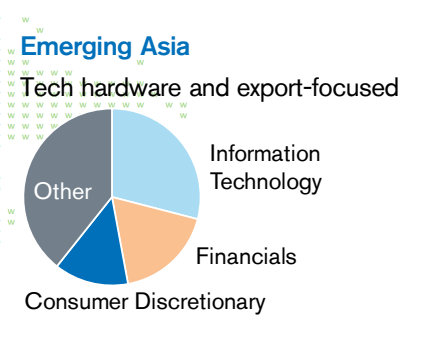 Emerging Asia
Tech hardware and export-focused
Information
Technology
Other
Financials
Consumer Discretionary